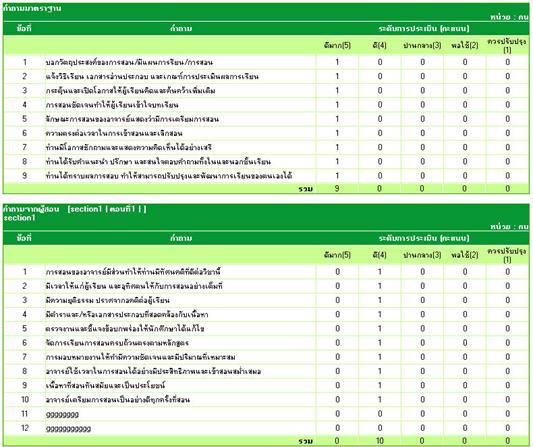 คำถามมาตราฐาน
หน่วย : คน
ข้อที่ คำถาม ระดับการประเมิน (คะแนน)
ดีมาก(5) ดี(4) ปานกลาง(3) พอใช้(2) ควรปรับปรุง(1)
1 บอกวัตถุประสงค์ของการสอน/มีแผนการเรียน/การสอน 1 0 0 0 0
2 แจ้งวิธีเรียน เอกสารอ่านประกอบ และเกณฑ์การประเมินผลการเรียน 1 0 0 0 0
3 กระตุ้นและเปิดโอกาสให้ผู้เรียนคิดและค้นคว้าเพิ่มเติม 1 0 0 0 0
4 การสอนชัดเจนทำให้ผู้เรียนเข้าใจบทเรียน 1 0 0 0 0
5 ลักษณะการสอนของอาจารย์แสดงว่ามีการเตรียมการสอน 1 0 0 0 0
6 ความตรงต่อเวลาในการเข้าสอนและเลิกสอน 1 0 0 0 0
7 ท่านมีโอกาสซักถามและแสดงความคิดเห็นได้อย่างเสรี 1 0 0 0 0
8 ท่านได้รับคำแนะนำ ปรึกษา และสนใจตอบคำถามทั้งในและนอกชั้นเรียน 1 0 0 0 0
9 ท่านได้ทราบผลการสอบ ทำให้สามารถปรับปรุงและพัฒนาการเรียนของตนเองได้ 1 0 0 0 0
รวม 9 0 0 0 0
คำถามจากผู้สอน [section1 | ตอนที่1 | ]
section1
หน่วย : คน
ข้อที่ คำถาม ระดับการประเมิน (คะแนน)
ดีมาก(5) ดี(4) ปานกลาง(3) พอใช้(2) ควรปรับปรุง(1)
1 การสอนของอาจารย์มีส่วนทำให้ท่านมีทัศนคติที่ดีต่อวิชานี้ 0 1 0 0 0
2 มีเวลาให้แก่ผู้เรียน และอุทิศตนให้กับการสอนอย่างเต็มที่ 0 1 0 0 0
3 มีความยุติธรรม ปราศจากอคติต่อผู้เรียน 0 1 0 0 0
4 มีตำราและ/หรือเอกสารประกอบที่สอดคล้องกับเนื้อหา 0 1 0 0 0
5 ตรวจงานและชี้แจงข้อบกพร่องให้นักศึกษาได้แก้ไข 0 1 0 0 0
6 จัดการเรียนการสอนครบถ้วนตรงตามหลักสูตร 0 1 0 0 0
7 การมอบหมายงานให้ทำมีความชัดเจนและมีปริมาณที่เหมาะสม 0 1 0 0 0
8 อาจารย์ใช้เวลาในการสอนได้อย่างมีประสิทธิภาพและเข้าสอนสม่ำเสมอ 0 1 0 0 0
9 เนื้อหาที่สอนทันสมัยและเป็นประโยชน์ 0 1 0 0 0
10 อาจารย์เตรียมการสอนเป็นอย่างดีทุกครั้งที่สอน 0 1 0 0 0
11 gggggggg 0 0 0 0 0
12 ggggggggggg 0 0 0 0 0
รวม 0 10 0 0 0